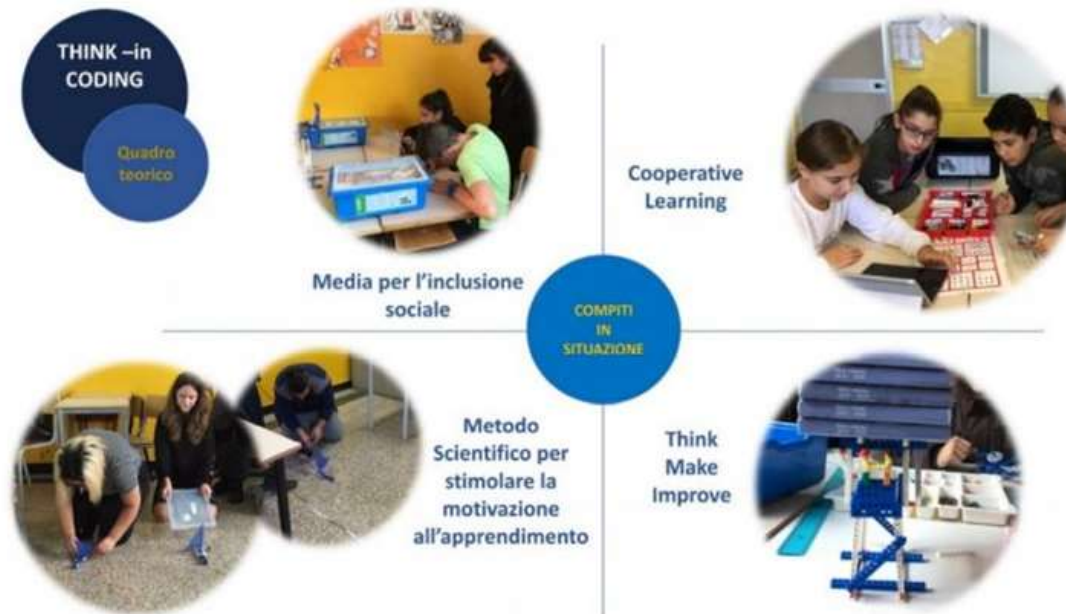 THINK –in
CODING
Quadro
teorico
Media per l’inclusione
sociale
Cooperative
Learning
COMPITI
IN
SITUAZIONE
Metodo
Scientifico per
stimolare la
motivazione
all’apprendimento
Think
Make
Improve